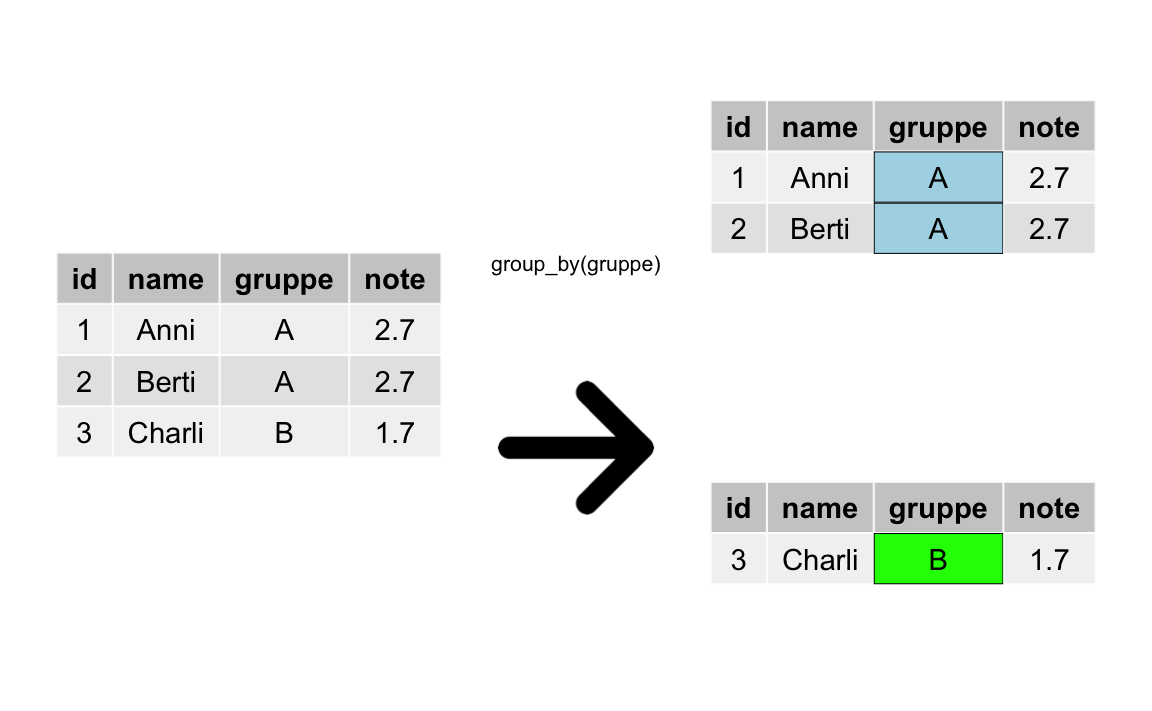 id name gruppe note
1 Anni A 2.7
2 Berti A 2.7
3 Charli B 1.7
group_by(gruppe)
id name gruppe note
1 Anni A 2.7
2 Berti A 2.7
id name gruppe note
3 Charli B 1.7